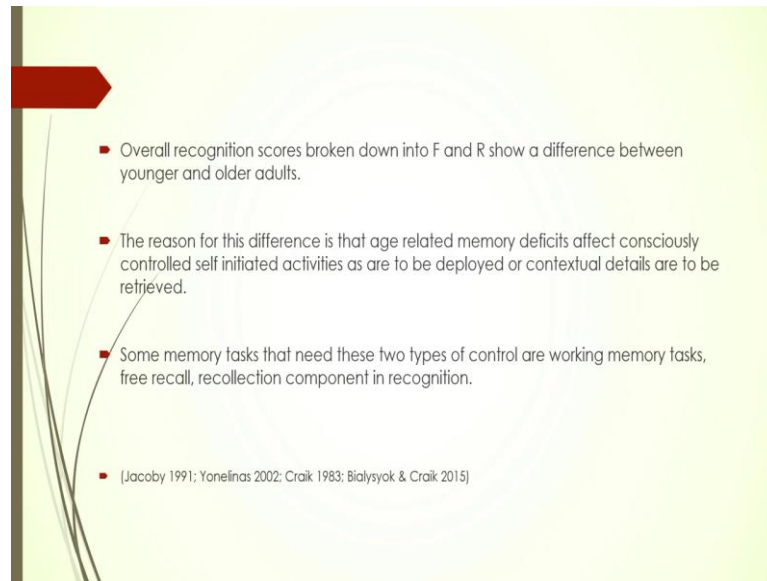 Overall recognition scores broken down into F and R show a difference between
younger and older adults.
The reason for this difference is that age related memory deficits affect consciously
controlled self initiated activities as are to be deployed or contextual details are to be
retrieved.
Some memory tasks that need these two types of control are working memory tasks,
free recall, recollection component in recognition.
(Jacoby 1991; Yonelinas 2002; Craik 1983; Bialysyok & Craik 2015)